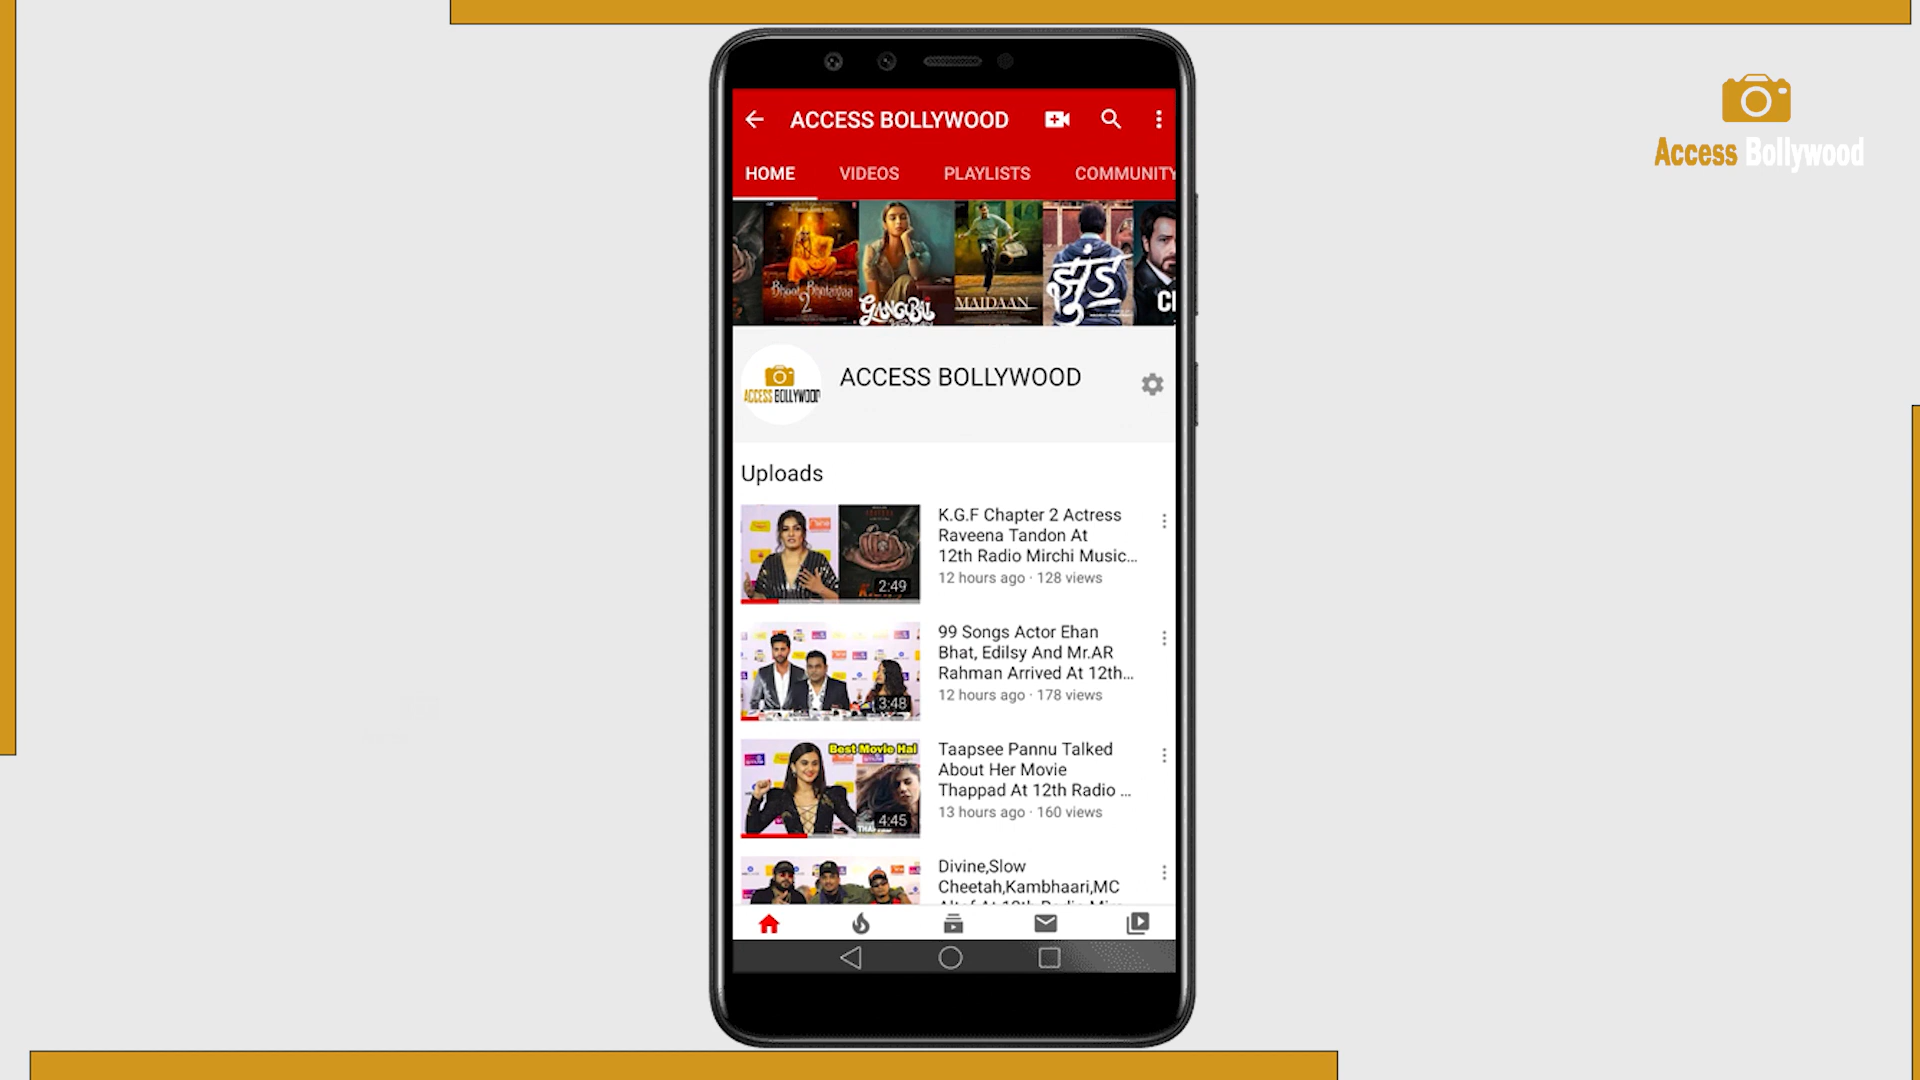 ACCESS BOLLYWOOD
HOME VIDEOS PLAYLISTS COMMUNITY
Access Bollywood
Bhool Bhulaiyaa
2
GANGUBAI
MAIDAAN
झुंड
ACCESS BOLLYWOOD
ACCESS BOLLYWOOD
Uploads
K.G.F Chapter 2 Actress
Raveena Tandon At
12th Radio Mirchi Music...
12 hours ago · 128 views
2:49
99 Songs Actor Ehan
Bhat, Edilsy And Mr.AR
Rahman Arrived At 12th...
12 hours ago · 178 views
3:48
Best Movie Hai
Taapsee Pannu Talked
About Her Movie
Thappad At 12th Radio ...
13 hours ago · 160 views
4:45
Divine,Slow
Cheetah,Kambhaari,MC